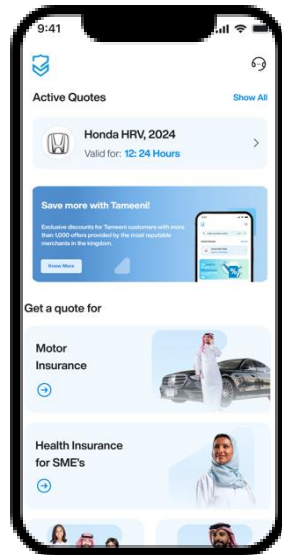 9:41
Active Quotes
Show All
Honda HRV, 2024
Valid for: 12: 24 Hours
Save more with Tameeni!
Exclusive discounts for Tameeni customers with more
than 1,000 offers provided by the most reputable
merchants in the kingdom.
Know More
Get a quote for
Motor
Insurance
Health Insurance
for SME's